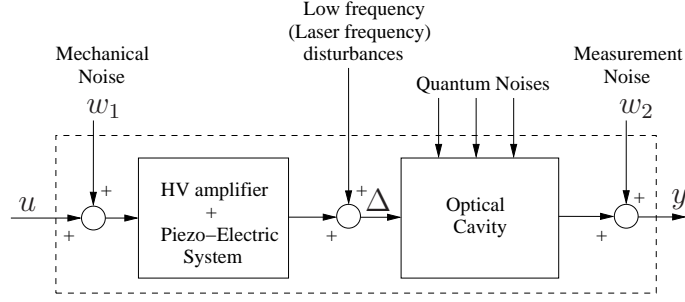 Low frequency
(Laser frequency)
disturbances
Mechanical
Noise
w₁
Quantum Noises
Measurement
Noise
w₂
+
+
+
u
+
HV amplifier
+
Piezo−Electric
System
+
Δ
Optical
Cavity
+
y